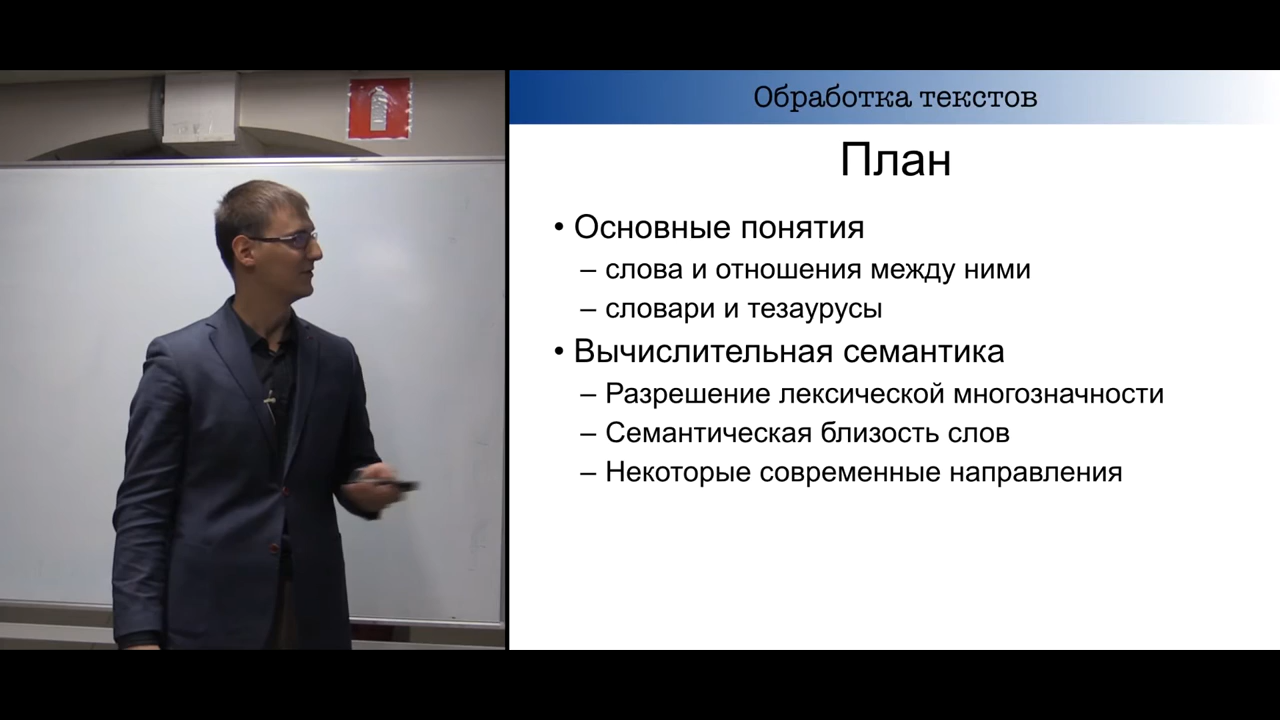 Обработка текстов
План
• Основные понятия
– слова и отношения между ними
– словари и тезаурусы
• Вычислительная семантика
– Разрешение лексической многозначности
– Семантическая близость слов
– Некоторые современные направления